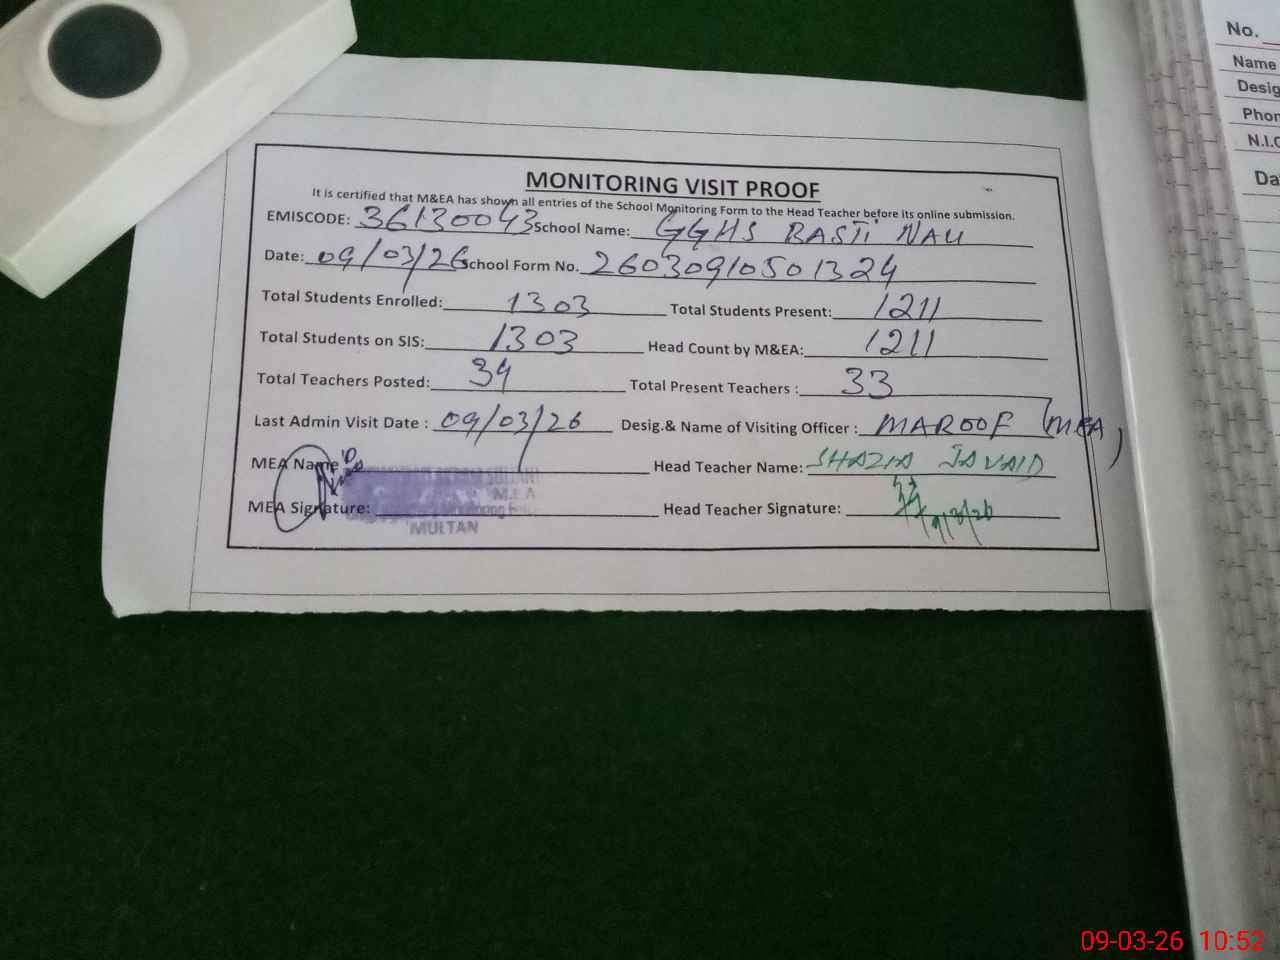 MONITORING VISIT PROOF
It is certified that M&EA has shown all entries of the School Monitoring Form to the Head Teacher before its online submission.
EMISCODE: 36130043 School Name: GGHS BASTI NAU
Date: 09/03/26 School Form No. 26030910501324
Total Students Enrolled: 1303 Total Students Present: 1211
Total Students on SIS: 1303 Head Count by M&EA: 1211
Total Teachers Posted: 34 Total Present Teachers : 33
Last Admin Visit Date : 09/03/26 Desig.& Name of Visiting Officer : MAROOF (MEA)
MEA Name Head Teacher Name: SHAZIA JAVAID
M.E.A
MEA Signature: Head Teacher Signature: 9/3/26
MULTAN
No.
Name
Desig
Phon
N.I.C
Da
09-03-26 10:52